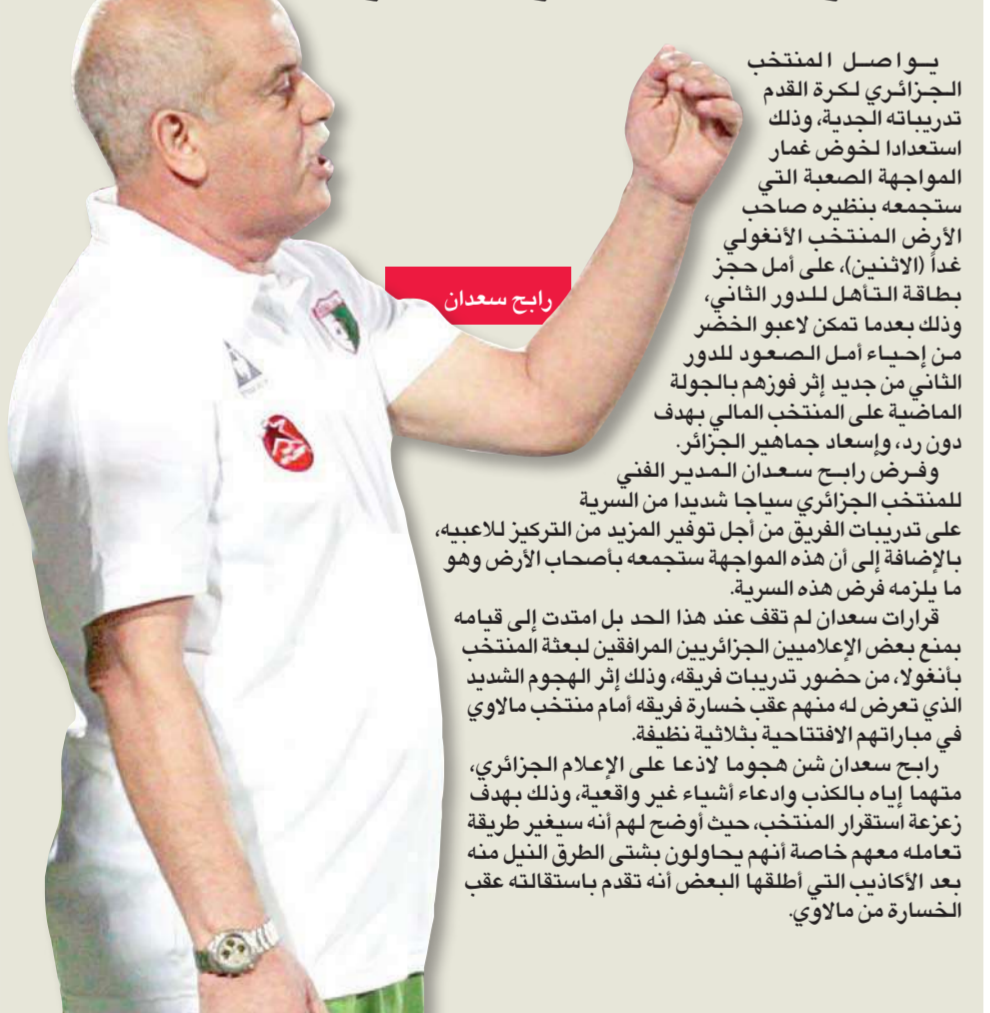 يواصل المنتخب
الجزائري لكرة القدم
تدريباته الجدية، وذلك
استعدادا لخوض غمار
المواجهة الصعبة التي
ستجمعه بنظيره صاحب
الأرض المنتخب الأنغولي
غداً (الاثنين)، على أمل حجز
بطاقة التأهل للدور الثاني،
وذلك بعدما تمكن لاعبو الخضر
من إحياء أمل الصعود للدور
الثاني من جديد إثر فوزهم بالجولة
الماضية على المنتخب المالي بهدف
دون رد، وإسعاد جماهير الجزائر.
وفرض رابح سعدان المدير الفني
للمنتخب الجزائري سياجا شديدا من السرية
على تدريبات الفريق من أجل توفير المزيد من التركيز للاعبيه،
بالإضافة إلى أن هذه المواجهة ستجمعه بأصحاب الأرض وهو
ما يلزمه فرض هذه السرية.
قرارات سعدان لم تقف عند هذا الحد بل امتدت إلى قيامه
بمنع بعض الإعلاميين الجزائريين المرافقين لبعثة المنتخب
بأنغولا، من حضور تدريبات فريقه، وذلك إثر الهجوم الشديد
الذي تعرض له منهم عقب خسارة فريقه أمام منتخب مالاوي
في مباراتهم الافتتاحية بثلاثية نظيفة.
رابح سعدان شن هجوما لاذعا على الإعلام الجزائري،
متهما إياه بالكذب وادعاء أشياء غير واقعية، وذلك بهدف
زعزعة استقرار المنتخب، حيث أوضح لهم أنه سيغير طريقة
تعامله معهم خاصة أنهم يحاولون بشتى الطرق النيل منه
بعد الأكاذيب التي أطلقها البعض أنه تقدم باستقالته عقب
الخسارة من مالاوي.
رابح سعدان